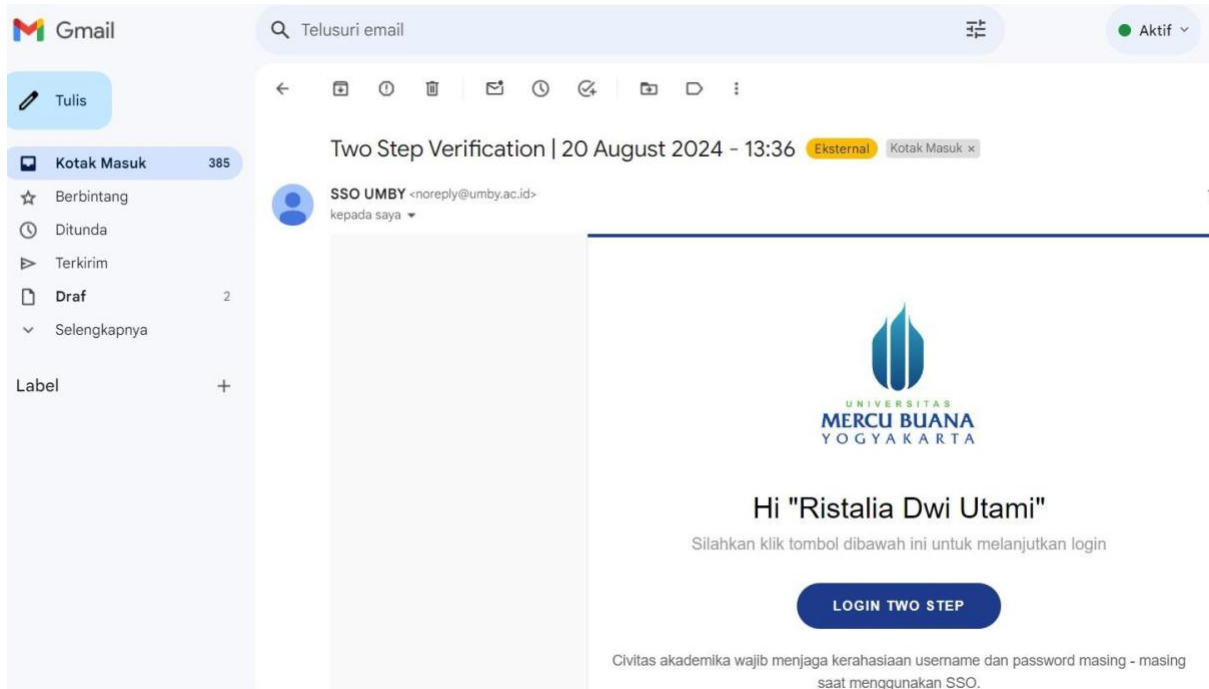 Gmail
Telusuri email
Aktif
Tulis
Kotak Masuk 385
Berbintang
Ditunda
Terkirim
Draf 2
Selengkapnya
Label +
Two Step Verification | 20 August 2024 - 13:36 Eksternal Kotak Masuk ×
SSO UMBY <noreply@umby.ac.id>
kepada saya
UNIVERSITAS
MERCU BUANA
YOGYAKARTA
Hi "Ristalia Dwi Utami"
Silahkan klik tombol dibawah ini untuk melanjutkan login
LOGIN TWO STEP
Civitas akademika wajib menjaga kerahasiaan username dan password masing - masing
saat menggunakan SSO.